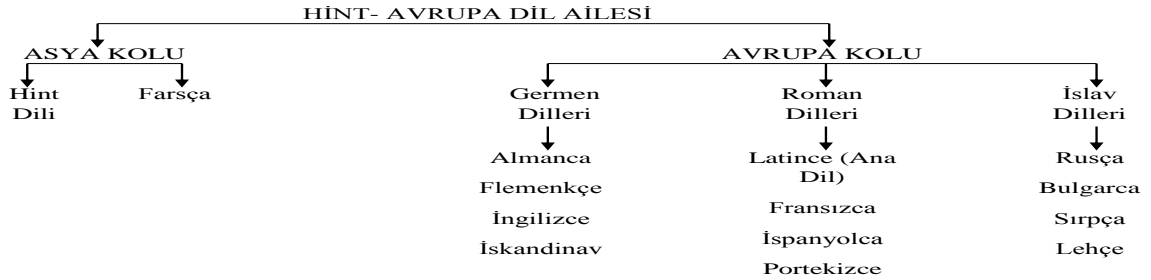 HİNT- AVRUPA DİL AİLESİ
ASYA KOLU
AVRUPA KOLU
Hint
Dili
Farsça
Germen
Dilleri
Roman
Dilleri
İslav
Dilleri
Almanca
Flemenkçe
İngilizce
İskandinav
Latince (Ana
Dil)
Fransızca
İspanyolca
Portekizce
Rusça
Bulgarca
Sırpça
Lehçe